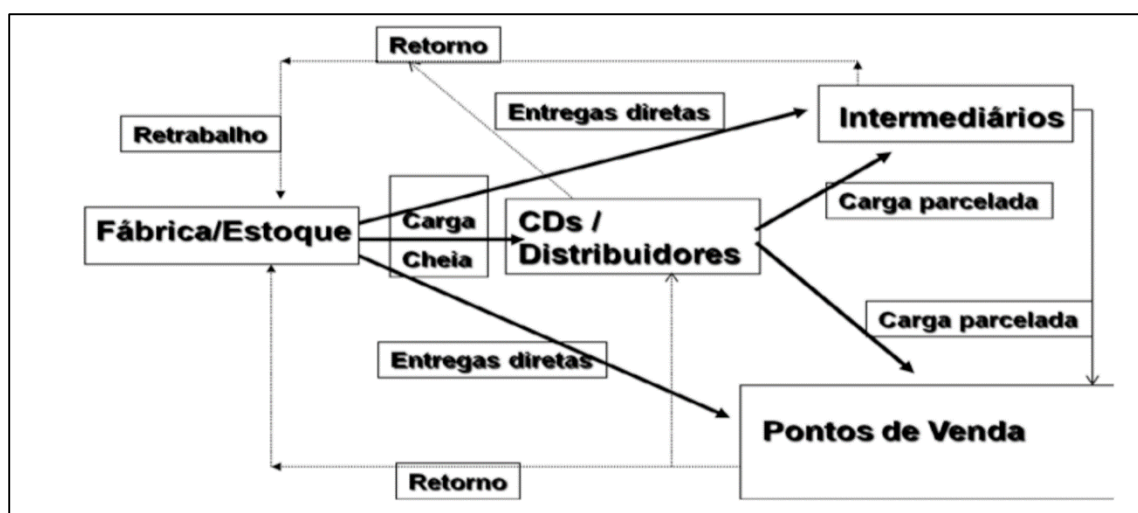 Retorno
Entregas diretas
Intermediários
Retrabalho
Carga parcelada
Fábrica/Estoque
Carga
Cheia
CDs /
Distribuidores
Carga parcelada
Entregas diretas
Pontos de Venda
Retorno